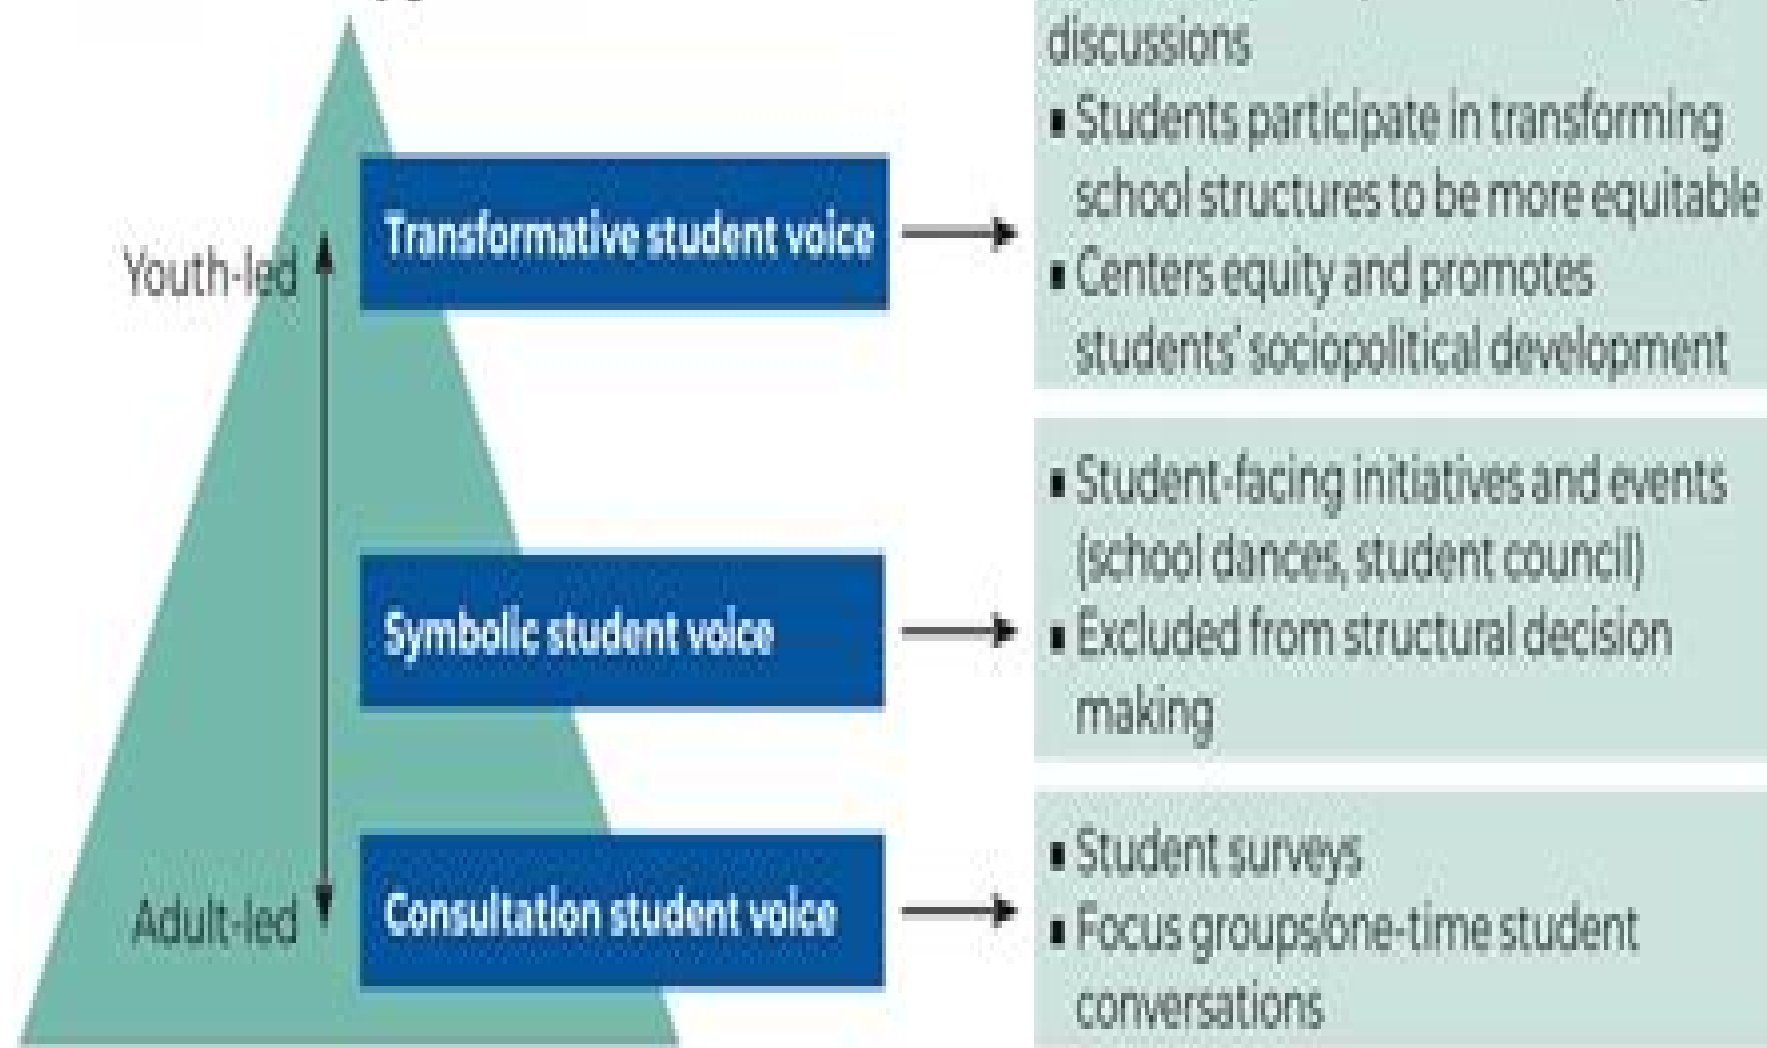 discussions
▪ Students participate in transforming
school structures to be more equitable
▪ Centers equity and promotes
students' sociopolitical development
Transformative student voice
Youth-led
▪ Student-facing initiatives and events
(school dances, student council)
▪ Excluded from structural decision
making
Symbolic student voice
▪ Student surveys
▪ Focus groups/one-time student
conversations
Consultation student voice
Adult-led